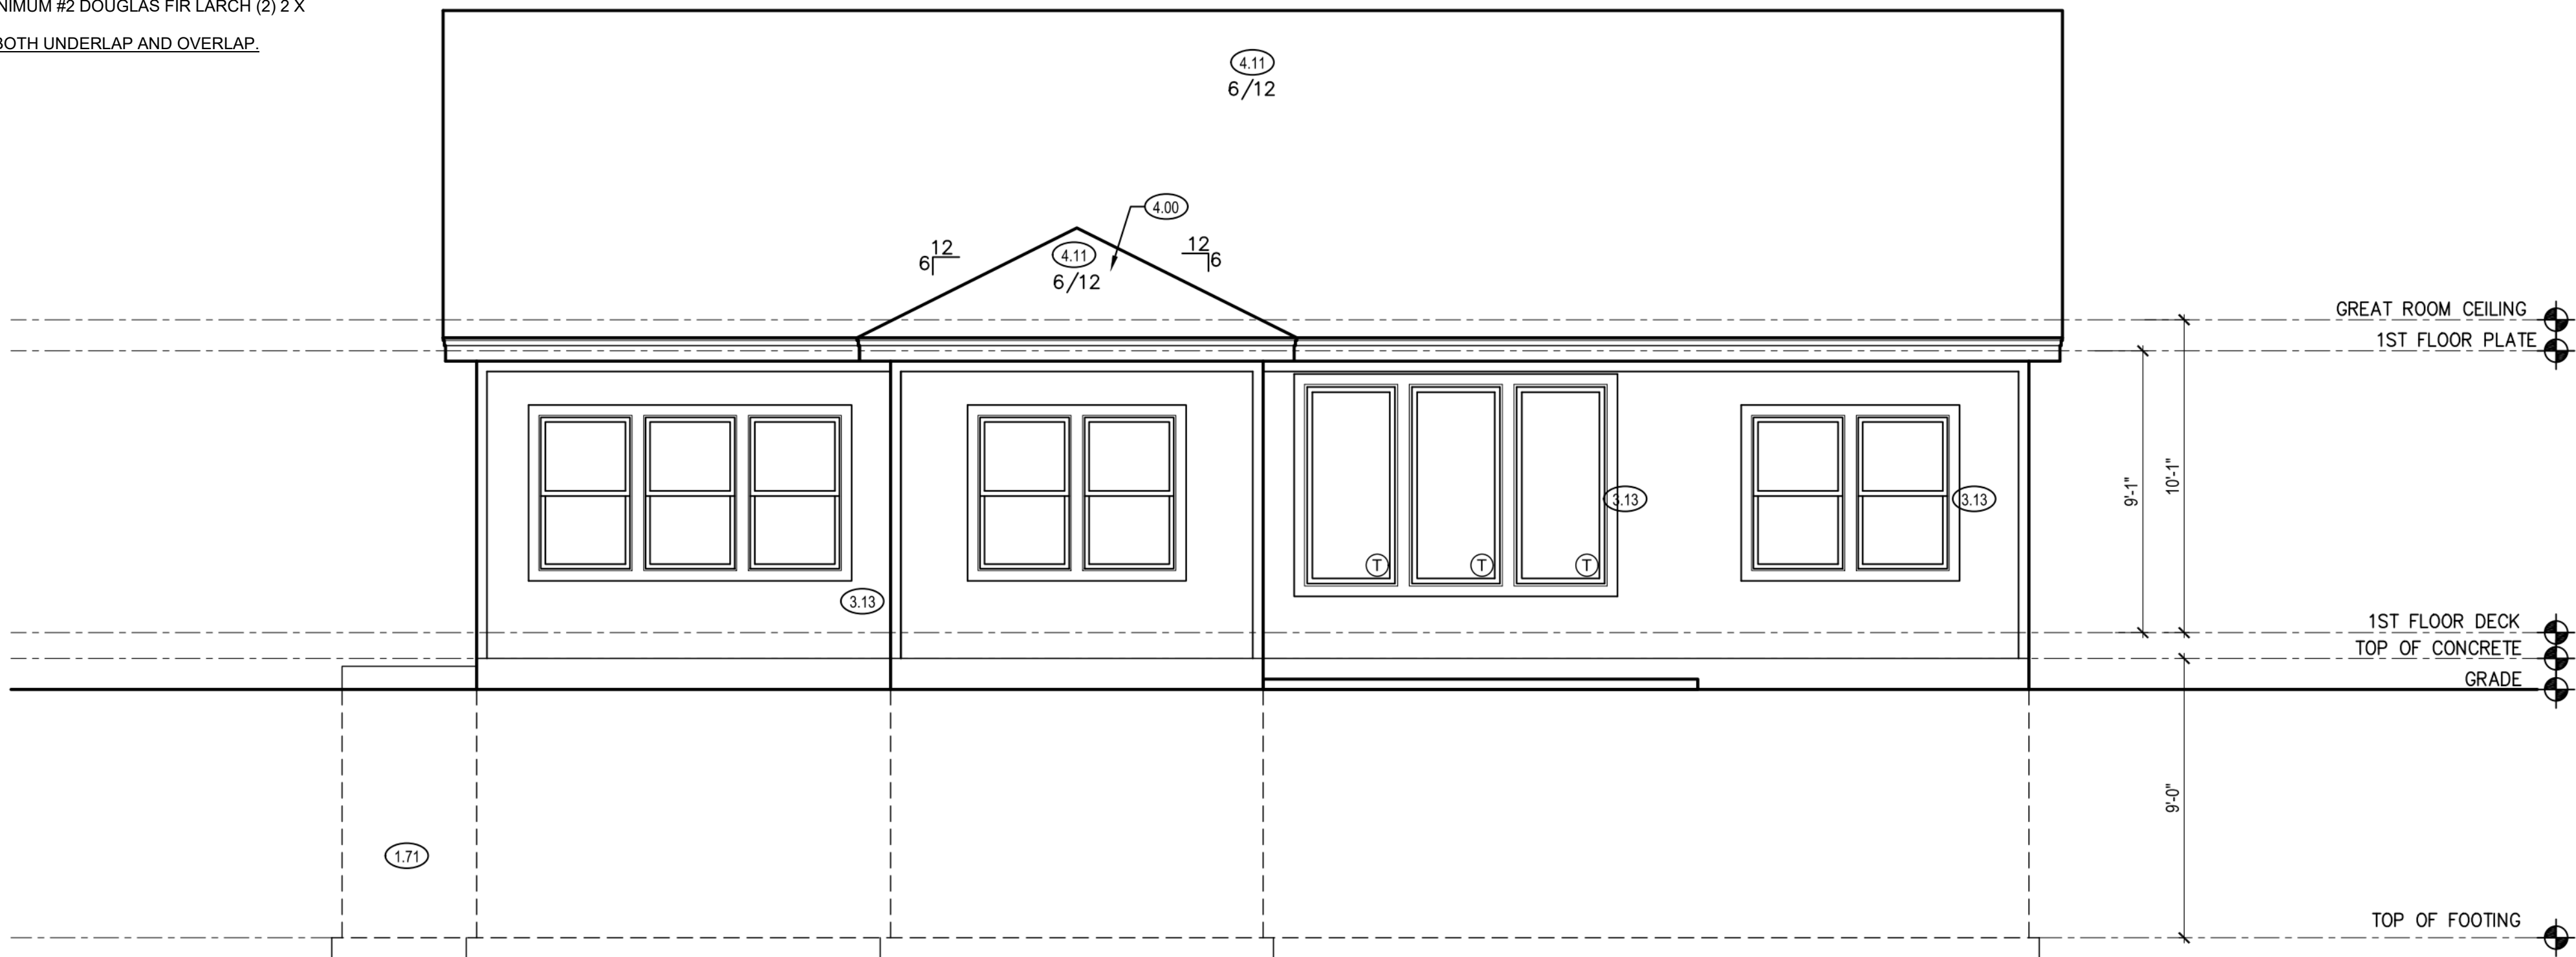 NIMUM #2 DOUGLAS FIR LARCH (2) 2 X
BOTH UNDERLAP AND OVERLAP.
4.11
6/12
4.00
12
6
4.11
6/12
12
6
GREAT ROOM CEILING
1ST FLOOR PLATE
3.13
3.13
9'-1"
10'-1"
T
T
T
3.13
1ST FLOOR DECK
TOP OF CONCRETE
GRADE
9'-0"
1.71
TOP OF FOOTING